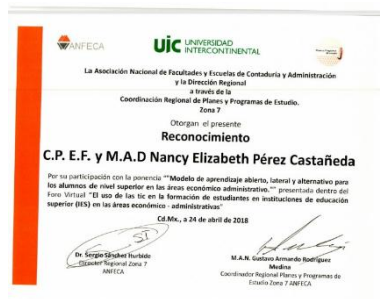 ANFECA
UIC UNIVERSIDAD
INTERCONTINENTAL
La Asociación Nacional de Facultades y Escuelas de Contaduría y Administración
y la Dirección Regional
a través de la
Coordinación Regional de Planes y Programas de Estudio.
Zona 7
Otorgan el presente
Reconocimiento
C.P. E.F. y M.A.D Nancy Elizabeth Pérez Castañeda
Por su participación con la ponencia ""Modelo de aprendizaje abierto, lateral y alternativo para
los alumnos de nivel superior en las áreas económico administrativo."" presentada dentro del
Foro Virtual "El uso de las tic en la formación de estudiantes en instituciones de educación
superior (IES) en las áreas económico - administrativas"
Cd.Mx., a 24 de abril de 2018
Dr. Sergio Sánchez Iturbide
Director Regional Zona 7
ANFECA
M.A.N. Gustavo Armando Rodríguez
Medina
Coordinador Regional Planes y Programas de
Estudio Zona 7 ANFECA